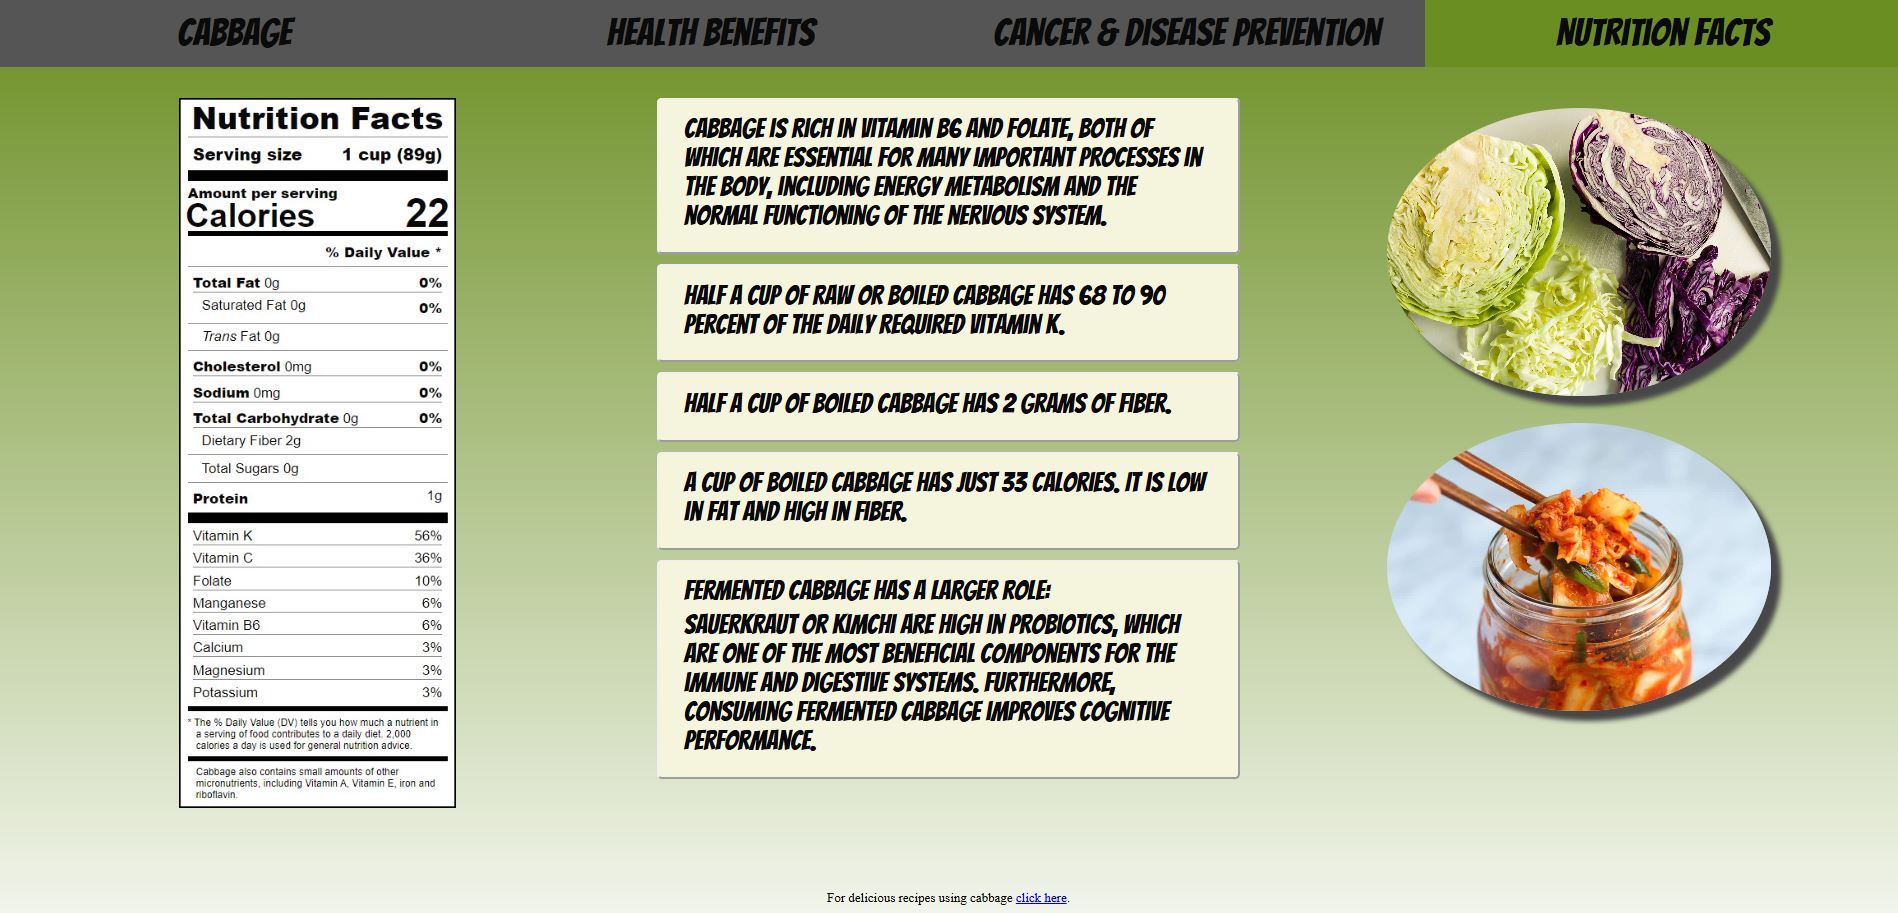 CABBAGE
HEALTH BENEFITS
CANCER & DISEASE PREVENTION
NUTRITION FACTS
Nutrition Facts
Serving size 1 cup (89g)
Amount per serving
Calories 22
% Daily Value *
Total Fat 0g 0%
Saturated Fat 0g 0%
Trans Fat 0g
Cholesterol 0mg 0%
Sodium 0mg 0%
Total Carbohydrate 0g 0%
Dietary Fiber 2g
Total Sugars 0g
Protein 1g
Vitamin K 56%
Vitamin C 36%
Folate 10%
Manganese 6%
Vitamin B6 6%
Calcium 3%
Magnesium 3%
Potassium 3%
* The % Daily Value (DV) tells you how much a nutrient in
a serving of food contributes to a daily diet. 2,000
calories a day is used for general nutrition advice.
Cabbage also contains small amounts of other
micronutrients, including Vitamin A, Vitamin E, iron and
riboflavin.
CABBAGE IS RICH IN VITAMIN B6 AND FOLATE, BOTH OF
WHICH ARE ESSENTIAL FOR MANY IMPORTANT PROCESSES IN
THE BODY, INCLUDING ENERGY METABOLISM AND THE
NORMAL FUNCTIONING OF THE NERVOUS SYSTEM.
HALF A CUP OF RAW OR BOILED CABBAGE HAS 68 TO 90
PERCENT OF THE DAILY REQUIRED VITAMIN K.
HALF A CUP OF BOILED CABBAGE HAS 2 GRAMS OF FIBER.
A CUP OF BOILED CABBAGE HAS JUST 33 CALORIES. IT IS LOW
IN FAT AND HIGH IN FIBER.
FERMENTED CABBAGE HAS A LARGER ROLE:
SAUERKRAUT OR KIMCHI ARE HIGH IN PROBIOTICS, WHICH
ARE ONE OF THE MOST BENEFICIAL COMPONENTS FOR THE
IMMUNE AND DIGESTIVE SYSTEMS. FURTHERMORE,
CONSUMING FERMENTED CABBAGE IMPROVES COGNITIVE
PERFORMANCE.
For delicious recipes using cabbage click here.